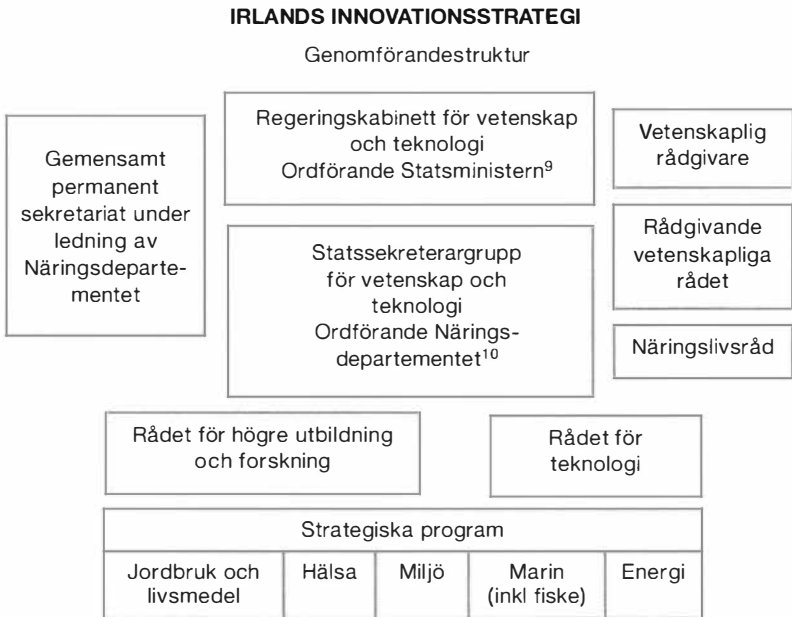 IRLANDS INNOVATIONSSTRATEGI
Genomförandestruktur
Gemensamt
permanent
sekretariat under
ledning av
Näringsdeparte-
mentet
Regeringskabinett för vetenskap
och teknologi
Ordförande Statsministern⁹
Statssekreterargrupp
för vetenskap och
teknologi
Ordförande Närings-
departementet¹⁰
Vetenskaplig
rådgivare
Rådgivande
vetenskapliga
rådet
Näringslivsråd
Rådet för högre utbildning
och forskning
Rådet för
teknologi
Strategiska program
Jordbruk och
livsmedel
Hälsa
Miljö
Marin
(inkl fiske)
Energi